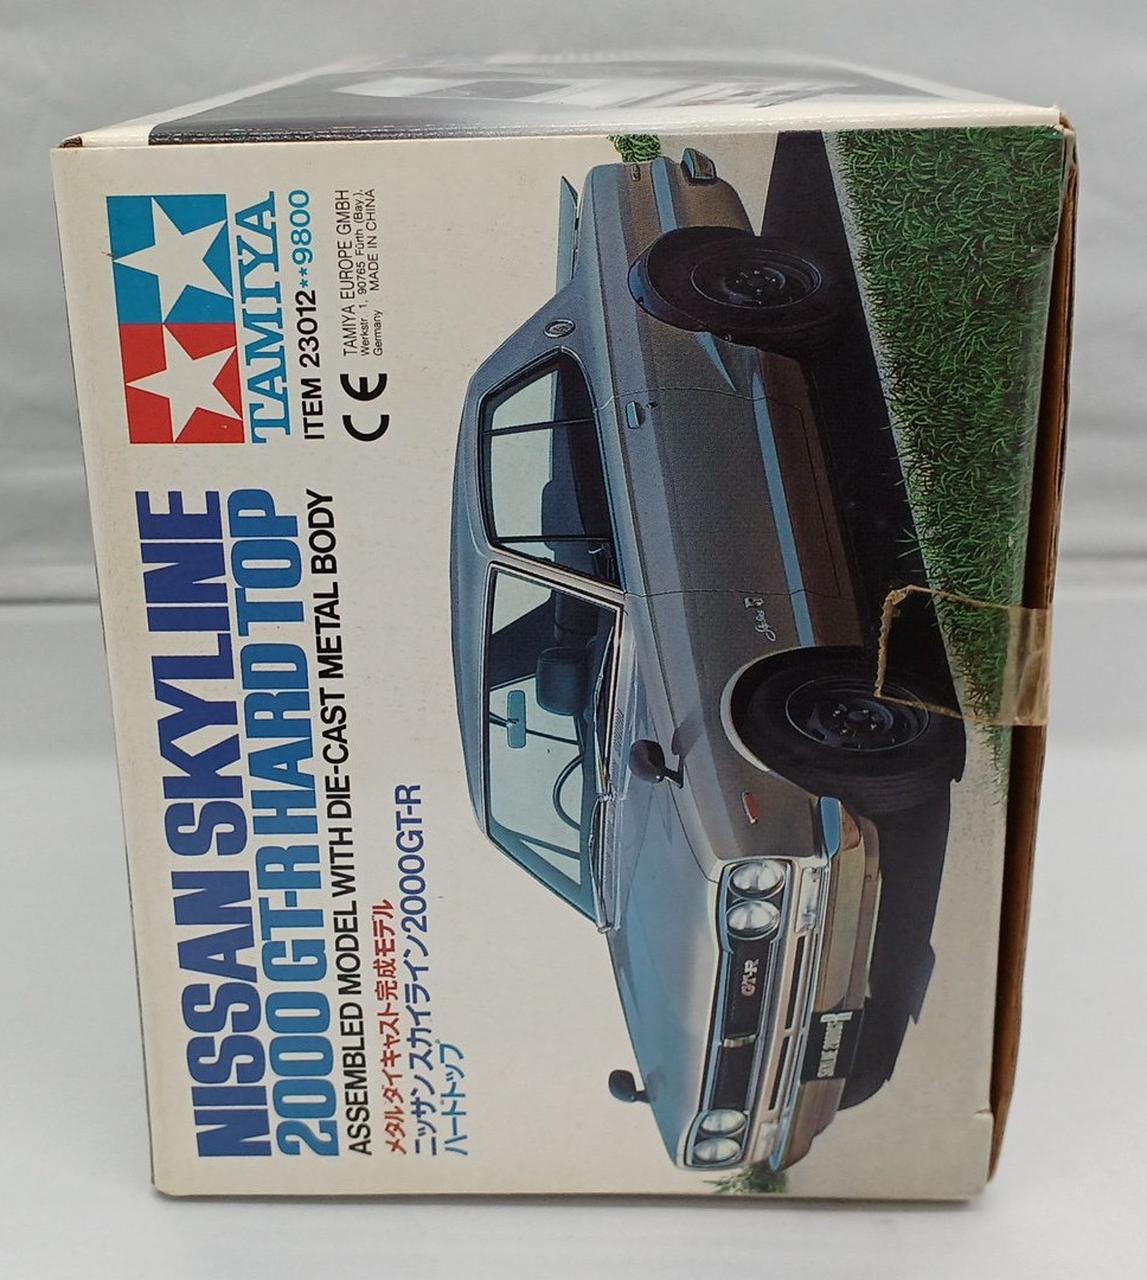 NISSAN SKYLINE
2000 GT-R HARD TOP
ASSEMBLED MODEL WITH DIE-CAST METAL BODY
メタルダイキャスト完成モデル
ニッサン スカイライン2000GT-R
ハードトップ
TAMIYA
ITEM 23012**9800
CE
TAMIYA EUROPE GMBH
Werkstr 1, 90765 Fürth (Bay),
Germany MADE IN CHINA
GT-R